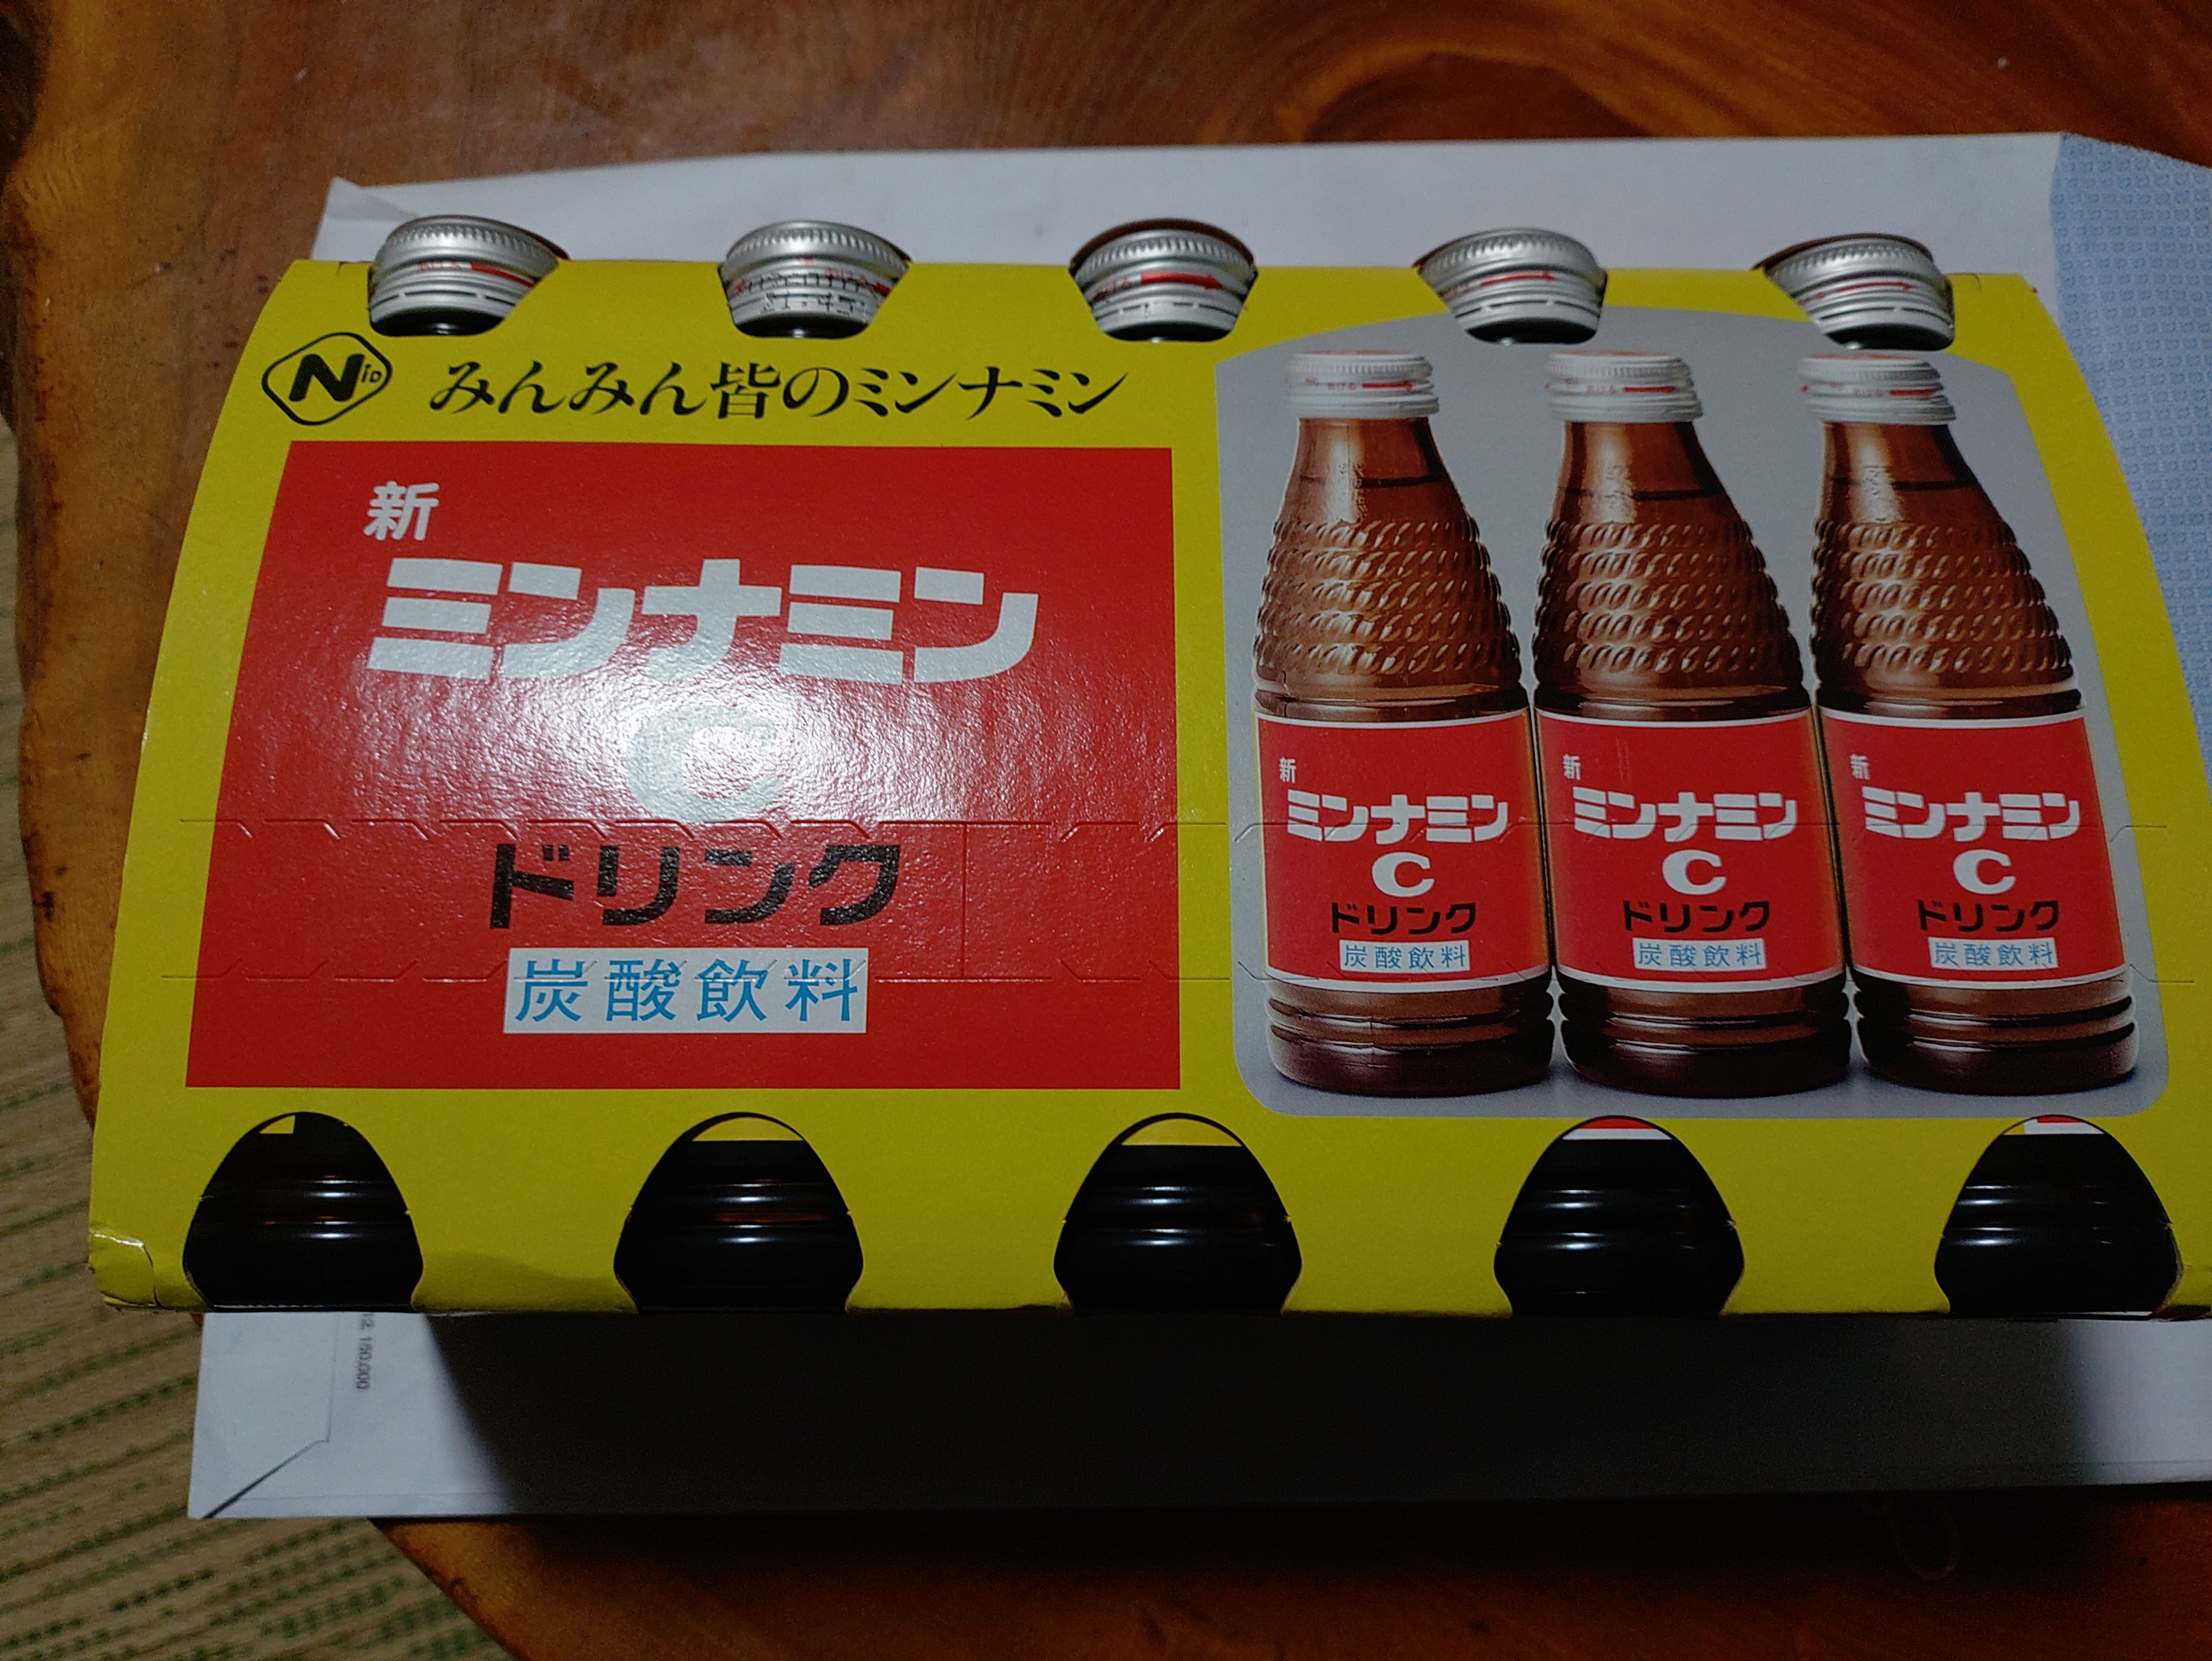 N iD
みんみん皆のミンナミン
新
ミンナミン
C
ドリンク
炭酸飲料
新
ミンナミン
C
ドリンク
炭酸飲料
新
ミンナミン
C
ドリンク
炭酸飲料
新
ミンナミン
C
ドリンク
炭酸飲料